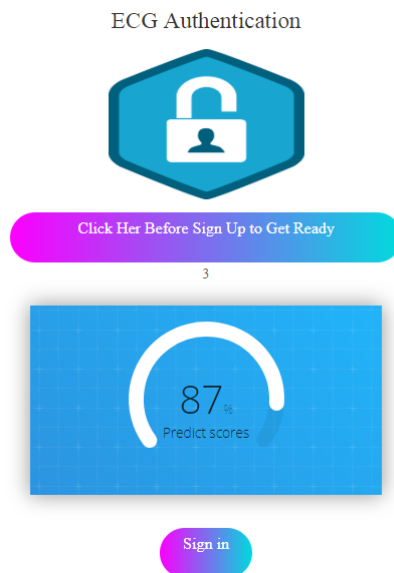 ECG Authentication
Click Her Before Sign Up to Get Ready
3
87%
Predict scores
Sign in